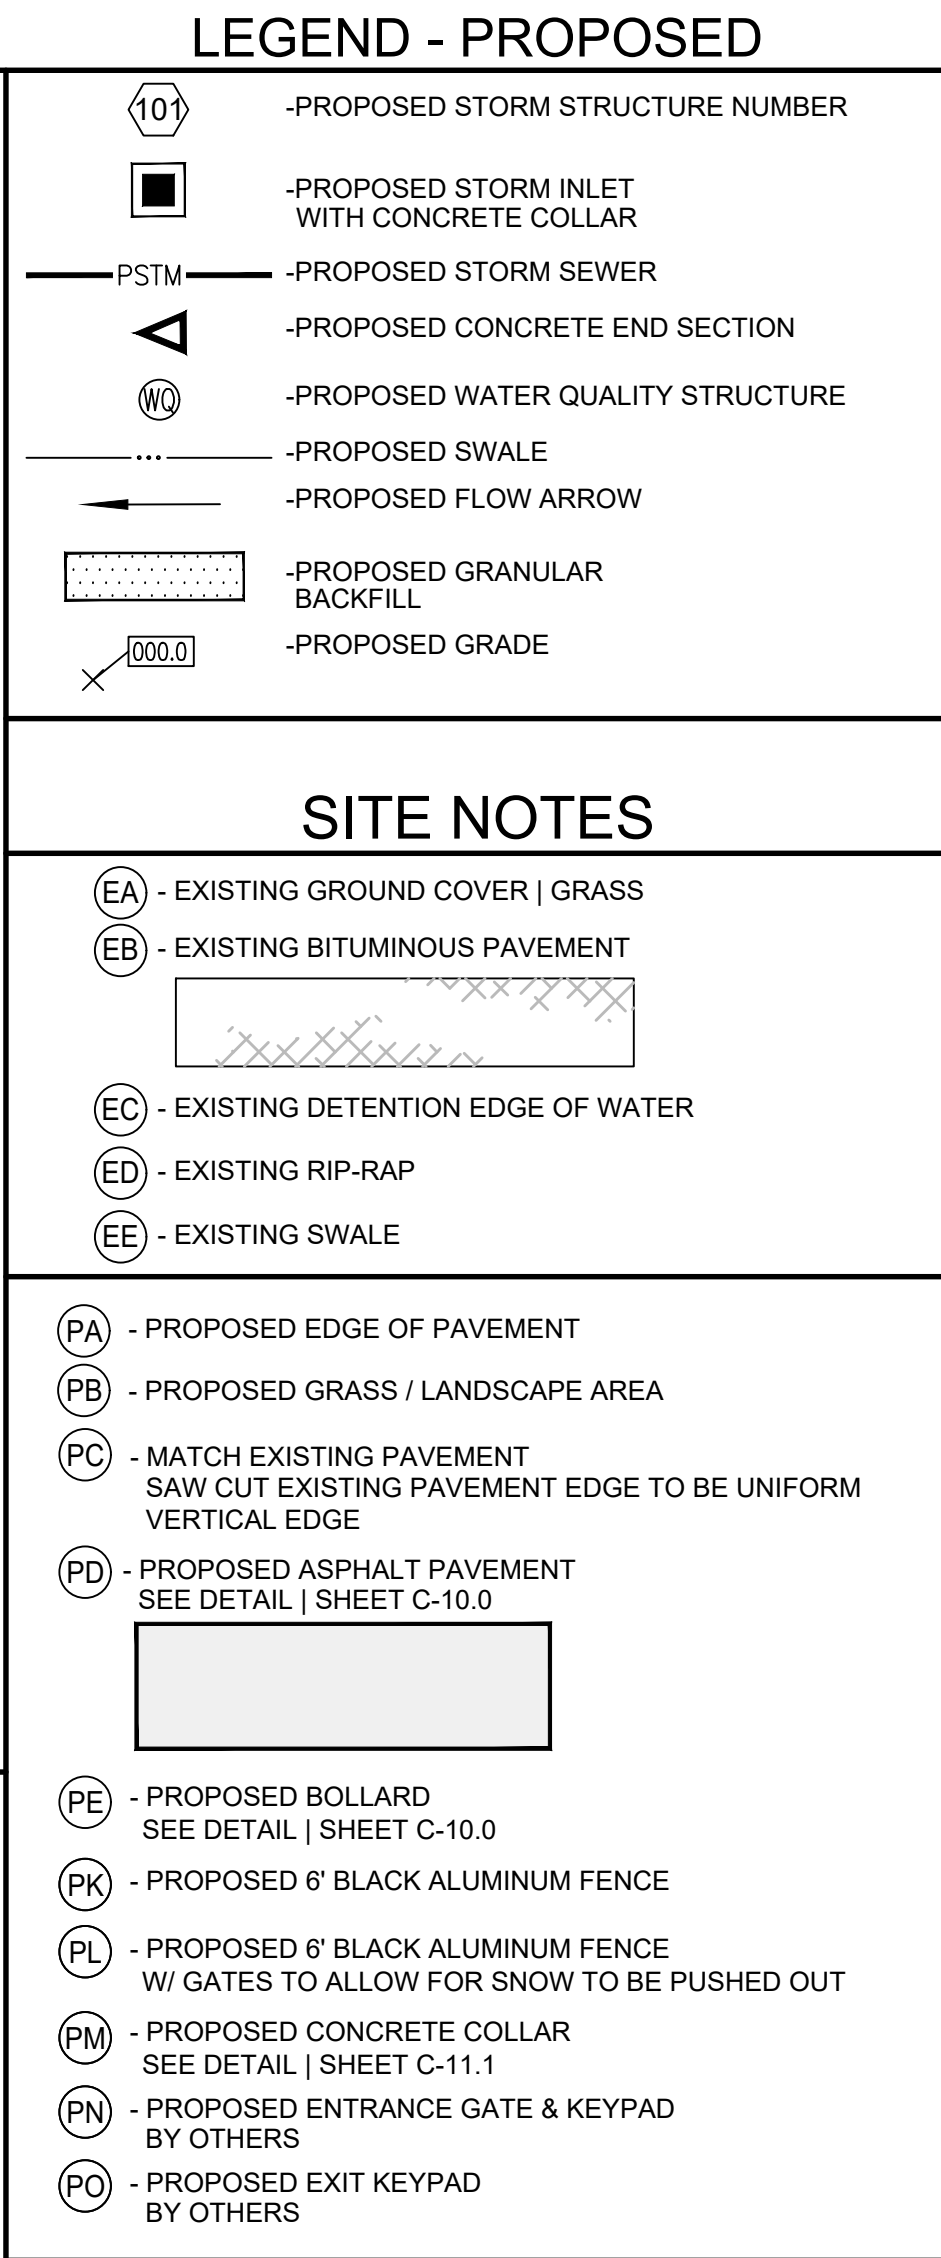 LEGEND - PROPOSED
101 -PROPOSED STORM STRUCTURE NUMBER
-PROPOSED STORM INLET
WITH CONCRETE COLLAR
PSTM -PROPOSED STORM SEWER
-PROPOSED CONCRETE END SECTION
WQ -PROPOSED WATER QUALITY STRUCTURE
-PROPOSED SWALE
-PROPOSED FLOW ARROW
-PROPOSED GRANULAR
BACKFILL
000.0 -PROPOSED GRADE
SITE NOTES
EA - EXISTING GROUND COVER | GRASS
EB - EXISTING BITUMINOUS PAVEMENT
EC - EXISTING DETENTION EDGE OF WATER
ED - EXISTING RIP-RAP
EE - EXISTING SWALE
PA - PROPOSED EDGE OF PAVEMENT
PB - PROPOSED GRASS / LANDSCAPE AREA
PC - MATCH EXISTING PAVEMENT
SAW CUT EXISTING PAVEMENT EDGE TO BE UNIFORM
VERTICAL EDGE
PD - PROPOSED ASPHALT PAVEMENT
SEE DETAIL | SHEET C-10.0
PE - PROPOSED BOLLARD
SEE DETAIL | SHEET C-10.0
PK - PROPOSED 6' BLACK ALUMINUM FENCE
PL - PROPOSED 6' BLACK ALUMINUM FENCE
W/ GATES TO ALLOW FOR SNOW TO BE PUSHED OUT
PM - PROPOSED CONCRETE COLLAR
SEE DETAIL | SHEET C-11.1
PN - PROPOSED ENTRANCE GATE & KEYPAD
BY OTHERS
PO - PROPOSED EXIT KEYPAD
BY OTHERS